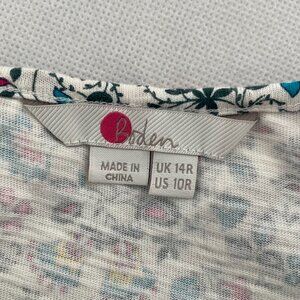 Boden
MADE IN
CHINA
UK 14R
US 10R